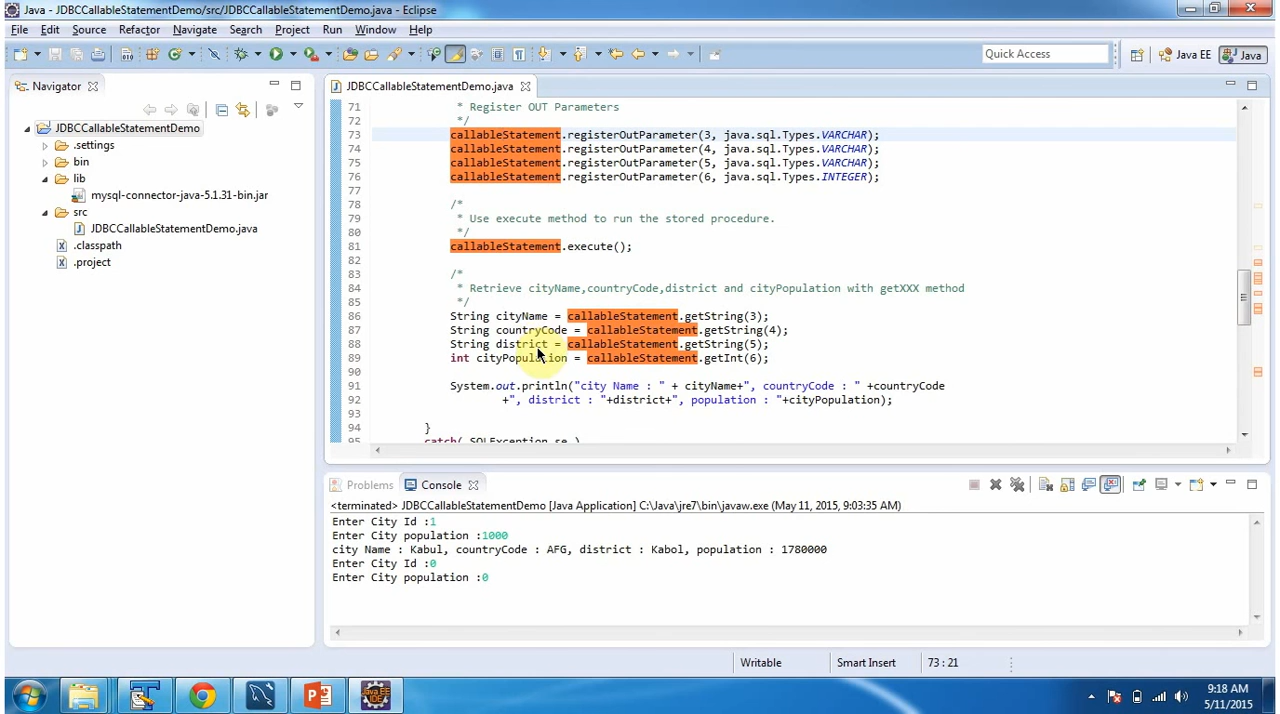 Java - JDBCCallableStatementDemo/src/JDBCCallableStatementDemo.java - Eclipse
File Edit Source Refactor Navigate Search Project Run Window Help
Quick Access
Java EE
Java
Navigator
JDBCCallableStatementDemo
.settings
bin
lib
mysql-connector-java-5.1.31-bin.jar
src
JDBCCallableStatementDemo.java
.classpath
.project
JDBCCallableStatementDemo.java
71 * Register OUT Parameters
72 */
73 callableStatement.registerOutParameter(3, java.sql.Types.VARCHAR);
74 callableStatement.registerOutParameter(4, java.sql.Types.VARCHAR);
75 callableStatement.registerOutParameter(5, java.sql.Types.VARCHAR);
76 callableStatement.registerOutParameter(6, java.sql.Types.INTEGER);
77
78 /*
79 * Use execute method to run the stored procedure.
80 */
81 callableStatement.execute();
82
83 /*
84 * Retrieve cityName,countryCode,district and cityPopulation with getXXX method
85 */
86 String cityName = callableStatement.getString(3);
87 String countryCode = callableStatement.getString(4);
88 String district = callableStatement.getString(5);
89 int cityPopulation = callableStatement.getInt(6);
90
91 System.out.println("city Name : " + cityName+", countryCode : " +countryCode
92 +", district : "+district+", population : "+cityPopulation);
93
94 }
95 catch( SQLException se )
Problems
Console
<terminated> JDBCCallableStatementDemo [Java Application] C:\Java\jre7\bin\javaw.exe (May 11, 2015, 9:03:35 AM)
Enter City Id :1
Enter City population :1000
city Name : Kabul, countryCode : AFG, district : Kabol, population : 1780000
Enter City Id :0
Enter City population :0
Writable
Smart Insert
73 : 21
Java EE
IDE
9:18 AM
5/11/2015